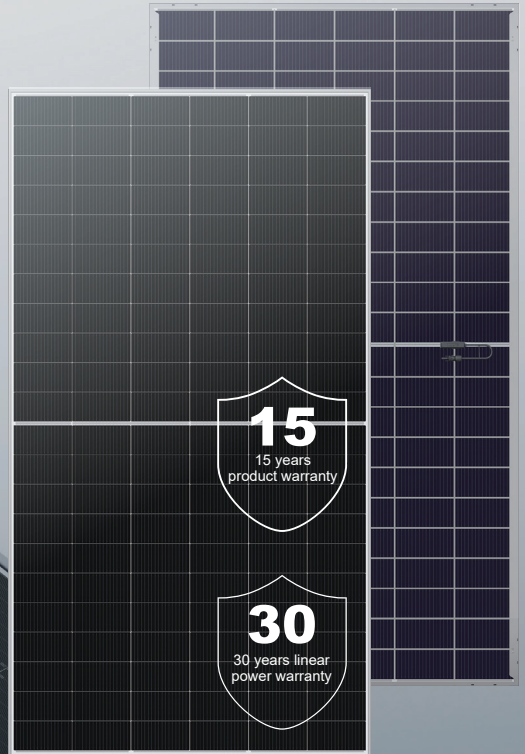 15
15 years
product warranty
30
30 years linear
power warranty